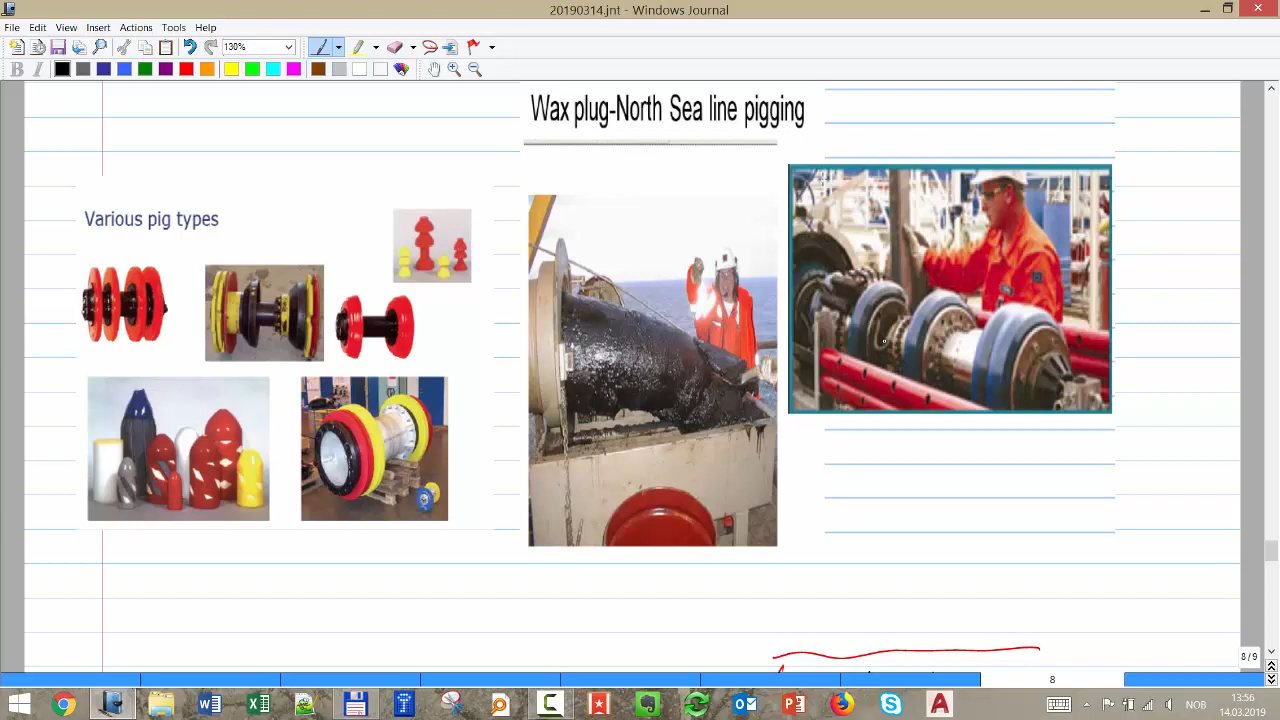 20190314.jnt - Windows Journal
File Edit View Insert Actions Tools Help
130%
B I
Wax plug-North Sea line pigging
Various pig types
8 / 9
8
NOB
13:56
14.03.2019